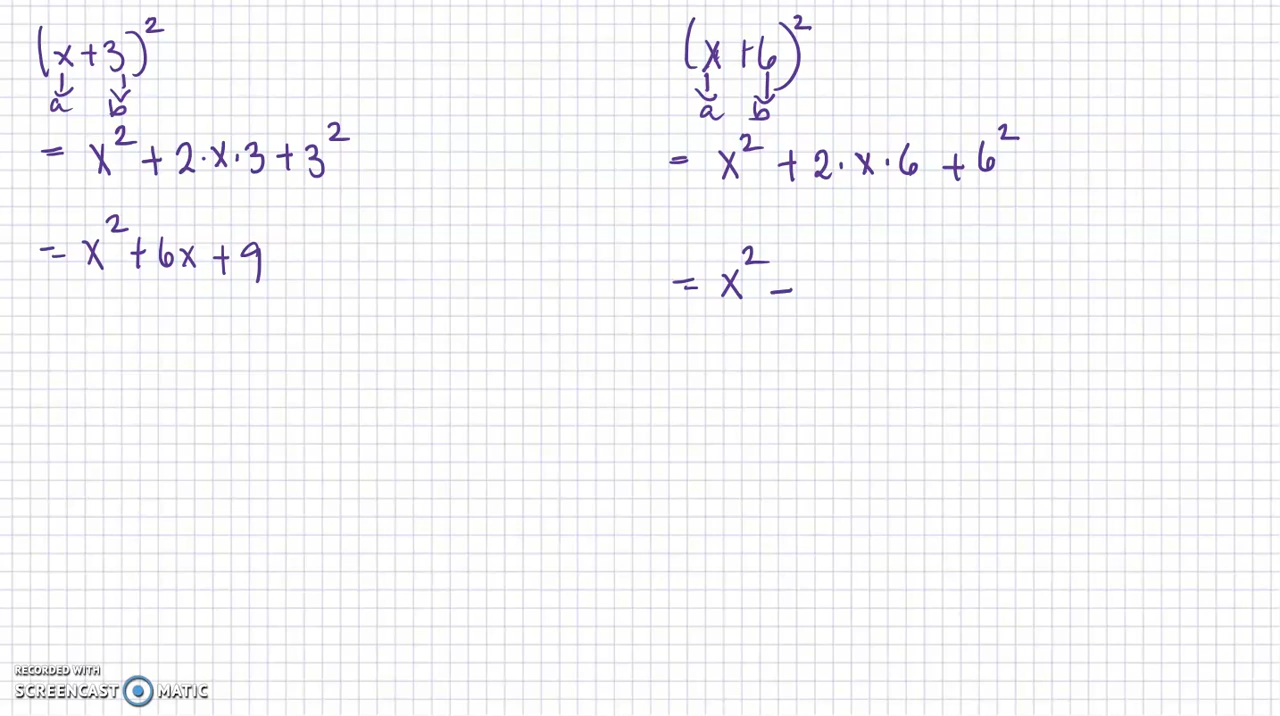 (x+3)²
a b
= x² + 2·x·3 + 3²
= x² + 6x + 9
(x+6)²
a b
= x² + 2·x·6 + 6²
= x² –
RECORDED WITH
SCREENCAST MATIC